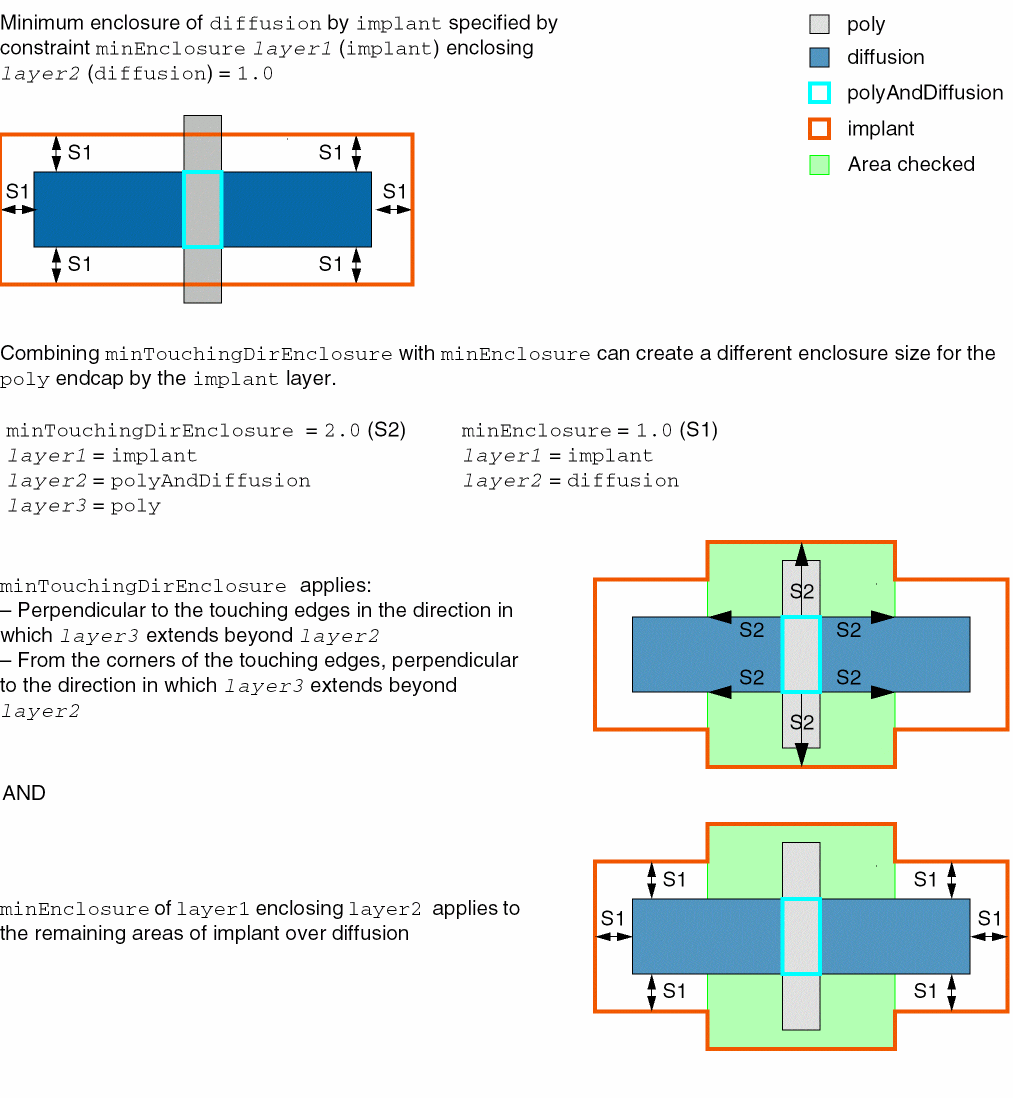 Minimum enclosure of diffusion by implant specified by
constraint minEnclosure layer1 (implant) enclosing
layer2 (diffusion) = 1.0
poly
diffusion
polyAndDiffusion
implant
Area checked
S1
S1
S1
S1
S1
S1
Combining minTouchingDirEnclosure with minEnclosure can create a different enclosure size for the
poly endcap by the implant layer.
minTouchingDirEnclosure = 2.0 (S2)
layer1 = implant
layer2 = polyAndDiffusion
layer3 = poly
minEnclosure = 1.0 (S1)
layer1 = implant
layer2 = diffusion
minTouchingDirEnclosure applies:
– Perpendicular to the touching edges in the direction in
which layer3 extends beyond layer2
– From the corners of the touching edges, perpendicular
to the direction in which layer3 extends beyond
layer2
S2
S2
S2
S2
S2
S2
AND
minEnclosure of layer1 enclosing layer2 applies to
the remaining areas of implant over diffusion
S1
S1
S1
S1
S1
S1